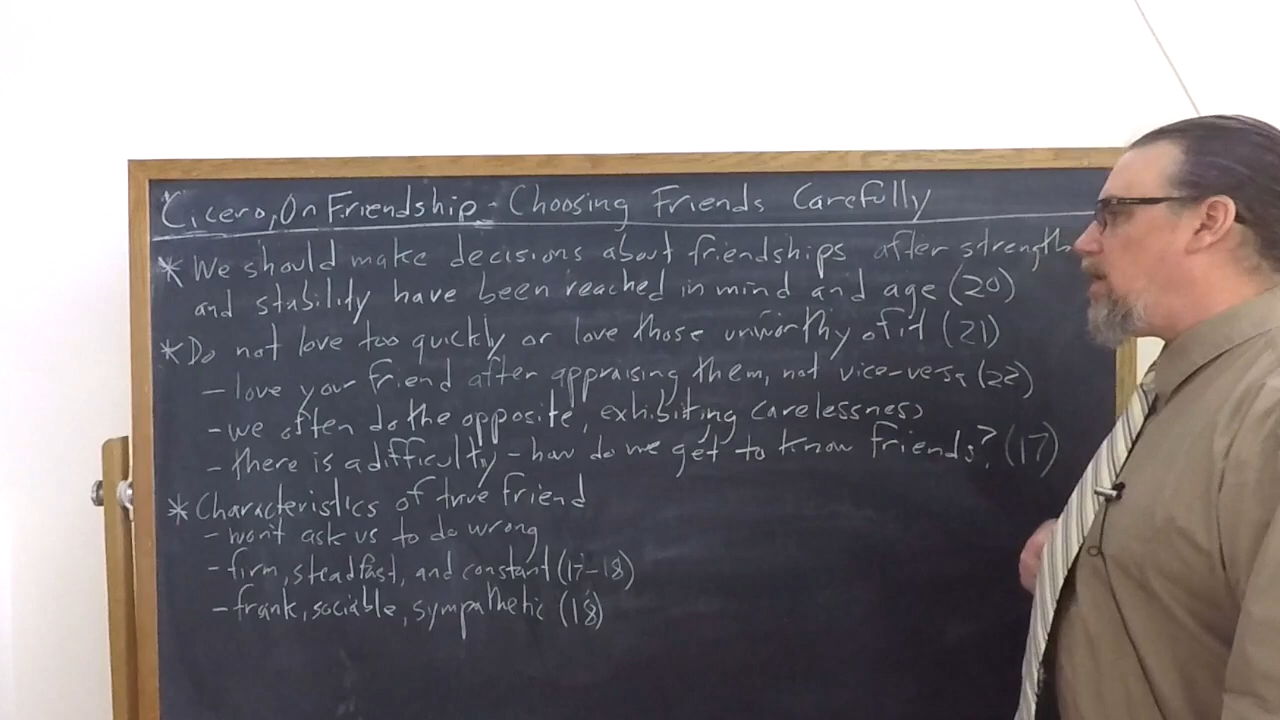 Cicero, On Friendship - Choosing Friends Carefully
* We should make decisions about friendships after strength
and stability have been reached in mind and age (20)
* Do not love too quickly or love those unworthy of it (21)
- love your friend after appraising them, not vice-versa (22)
- we often do the opposite, exhibiting carelessness
- there is a difficulty - how do we get to know friends? (17)
* Characteristics of true friend
- won't ask us to do wrong
- firm, steadfast, and constant (17-18)
- frank, sociable, sympathetic (18)